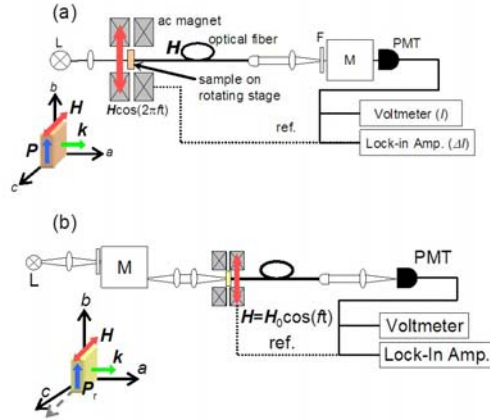 (a)
ac magnet
optical fiber
L
H
F
M
PMT
sample on
rotating stage
Hcos(2πft)
ref.
Voltmeter (I)
Lock-in Amp. (ΔI)
b
H
P
k
a
c
(b)
L
M
PMT
H=H₀cos(ft)
ref.
Voltmeter
Lock-In Amp.
b
H
k
a
c
Pr